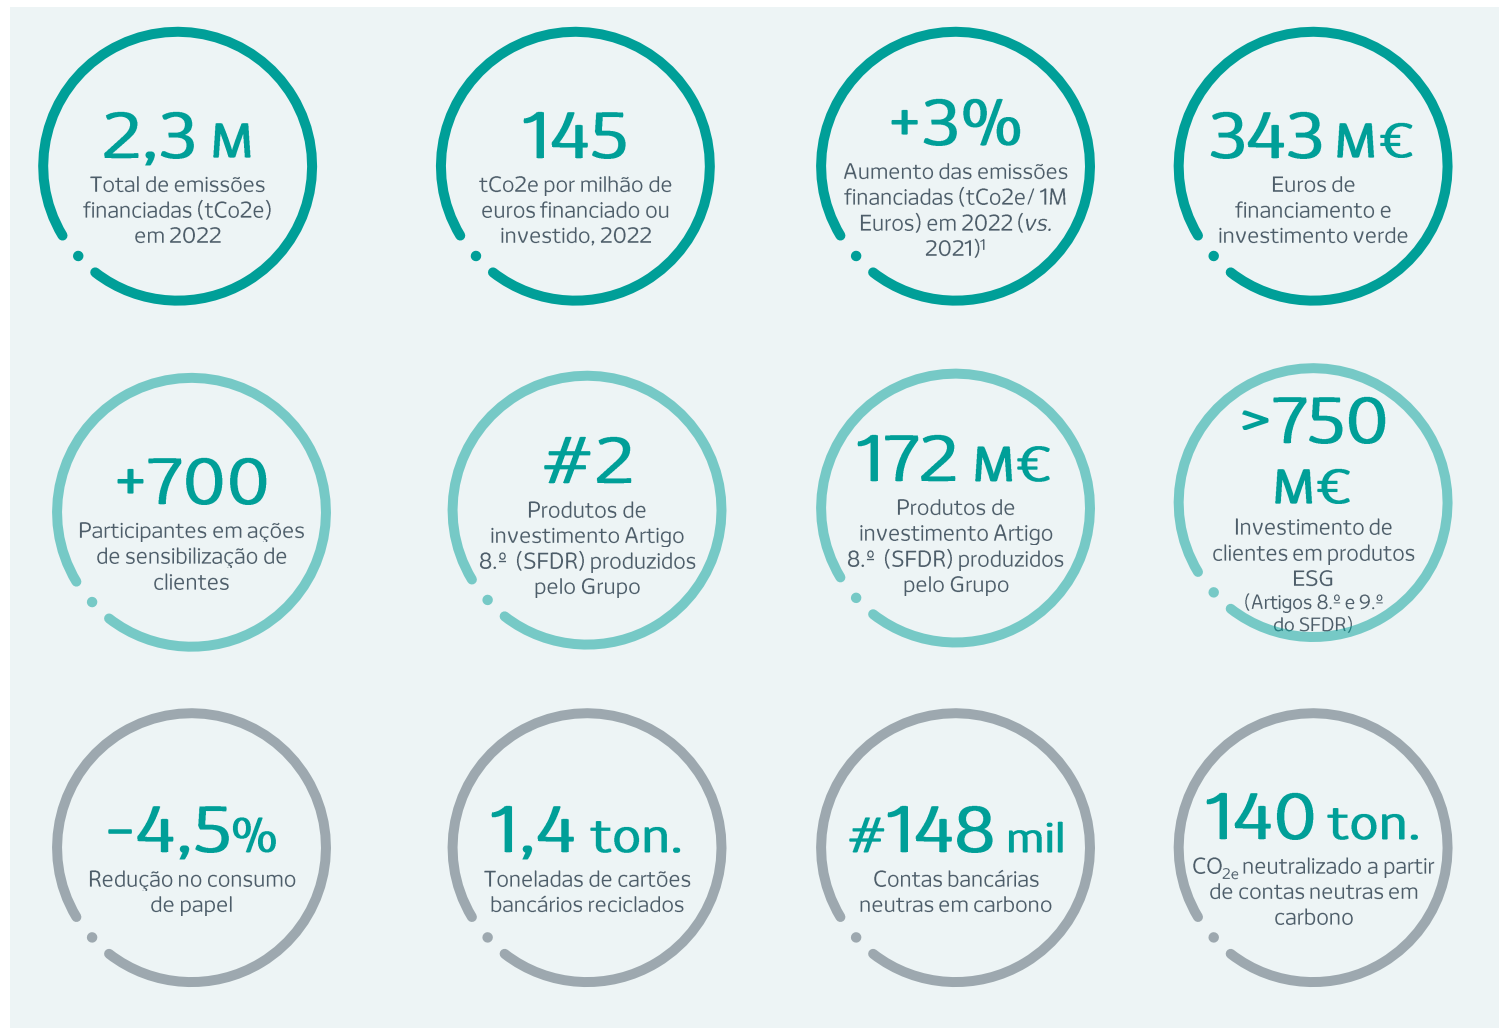 2,3 M
Total de emissões
financiadas (tCo2e)
em 2022
145
tCo2e por milhão de
euros financiado ou
investido, 2022
+3%
Aumento das emissões
financiadas (tCo2e/ 1M
Euros) em 2022 (vs.
2021)¹
343 M€
Euros de
financiamento e
investimento verde
+700
Participantes em ações
de sensibilização de
clientes
#2
Produtos de
investimento Artigo
8.º (SFDR) produzidos
pelo Grupo
172 M€
Produtos de
investimento Artigo
8.º (SFDR) produzidos
pelo Grupo
>750
M€
Investimento de
clientes em produtos
ESG
(Artigos 8.º e 9.º
do SFDR)
-4,5%
Redução no consumo
de papel
1,4 ton.
Toneladas de cartões
bancários reciclados
#148 mil
Contas bancárias
neutras em carbono
140 ton.
CO₂e neutralizado a partir
de contas neutras em
carbono